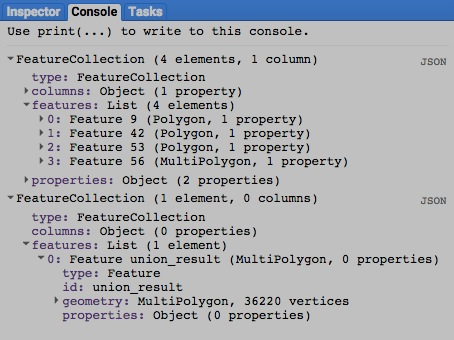 Inspector Console Tasks
Use print(...) to write to this console.
FeatureCollection (4 elements, 1 column) JSON
type: FeatureCollection
columns: Object (1 property)
features: List (4 elements)
0: Feature 9 (Polygon, 1 property)
1: Feature 42 (Polygon, 1 property)
2: Feature 53 (Polygon, 1 property)
3: Feature 56 (MultiPolygon, 1 property)
properties: Object (2 properties)
FeatureCollection (1 element, 0 columns) JSON
type: FeatureCollection
columns: Object (0 properties)
features: List (1 element)
0: Feature union_result (MultiPolygon, 0 properties)
type: Feature
id: union_result
geometry: MultiPolygon, 36220 vertices
properties: Object (0 properties)